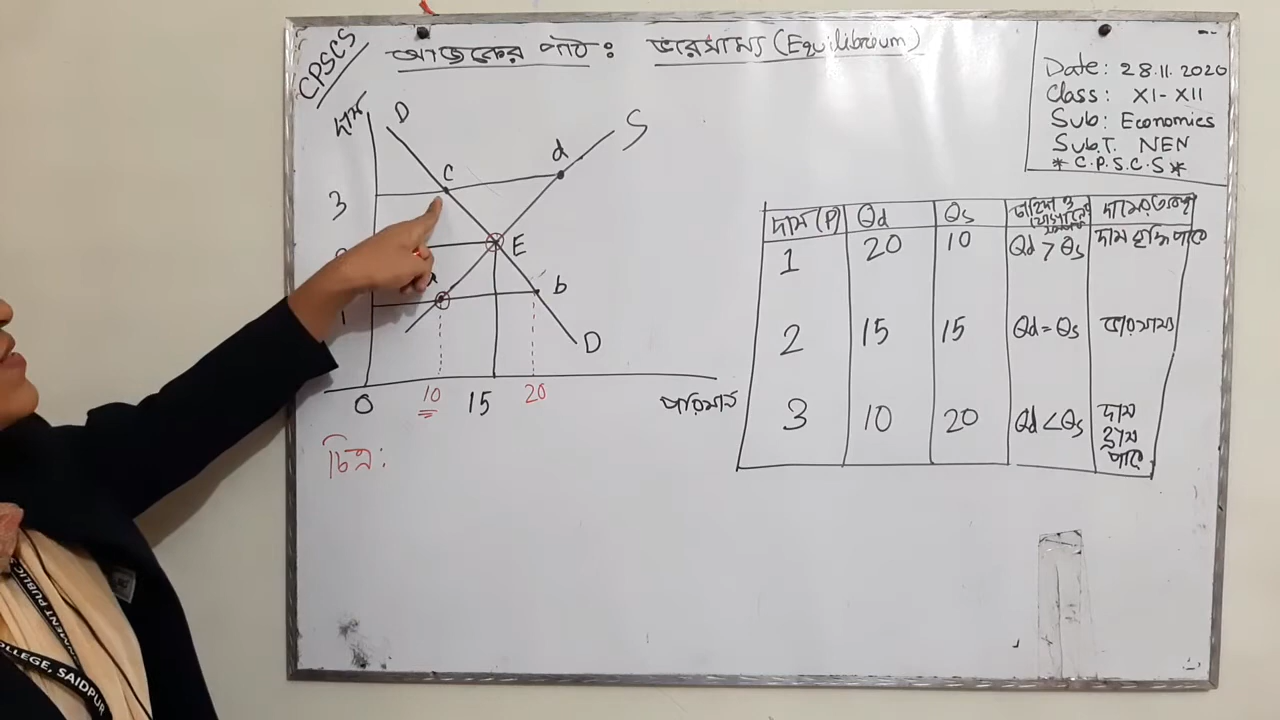 CPSCS
আজকের পাঠ : ভারসাম্য (Equilibrium)
Date: 28.11.2020
Class: XI-XII
Sub: Economics
Sub.T. NEN
* C.P.S.C.S *
দাম
D
S
C
d
3
E
b
1
D
0
10
15
20
পরিমান
চিত্র:
দাম (P) Qd Qs চাহিদা ও যোগানের
1 20 10 Qd > Qs দাম বৃদ্ধি পাবে
2 15 15 Qd = Qs ভারসাম্য
3 10 20 Qd < Qs দাম
হ্রাস
পাবে
COLLEGE, SAIDPUR